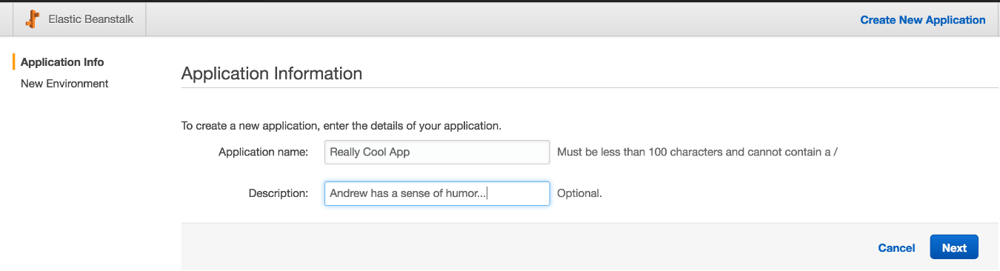 Elastic Beanstalk
Create New Application
Application Info
New Environment
Application Information
To create a new application, enter the details of your application.
Application name: Really Cool App Must be less than 100 characters and cannot contain a /
Description: Andrew has a sense of humor... Optional.
Cancel Next